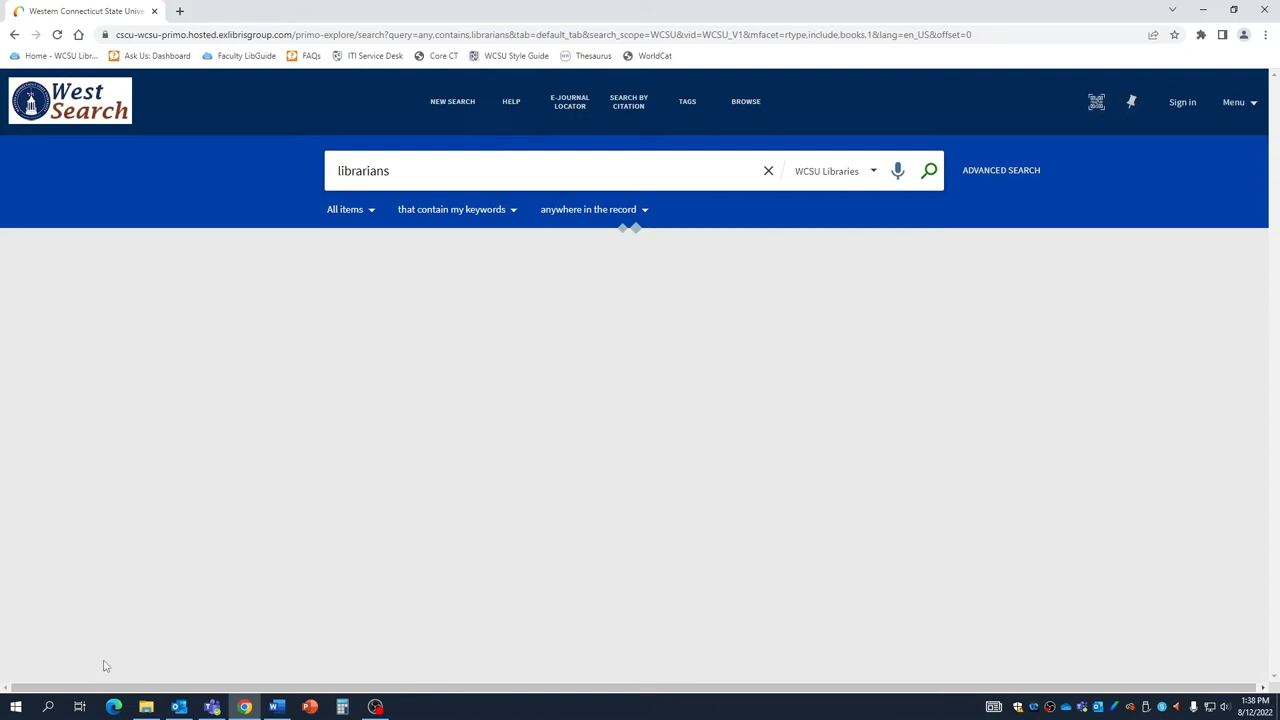 Western Connecticut State Unive
cscu-wcsu-primo.hosted.exlibrisgroup.com/primo-explore/search?query=any,contains,librarians&tab=default_tab&search_scope=WCSU&vid=WCSU_V1&mfacet=rtype,include,books,1&lang=en_US&offset=0
Home - WCSU Libr... Ask Us: Dashboard Faculty LibGuide FAQs ITI Service Desk Core CT WCSU Style Guide Thesaurus WorldCat
West Search
NEW SEARCH HELP E-JOURNAL LOCATOR SEARCH BY CITATION TAGS BROWSE Sign in Menu
librarians WCSU Libraries ADVANCED SEARCH
All items that contain my keywords anywhere in the record
1:38 PM
8/12/2022